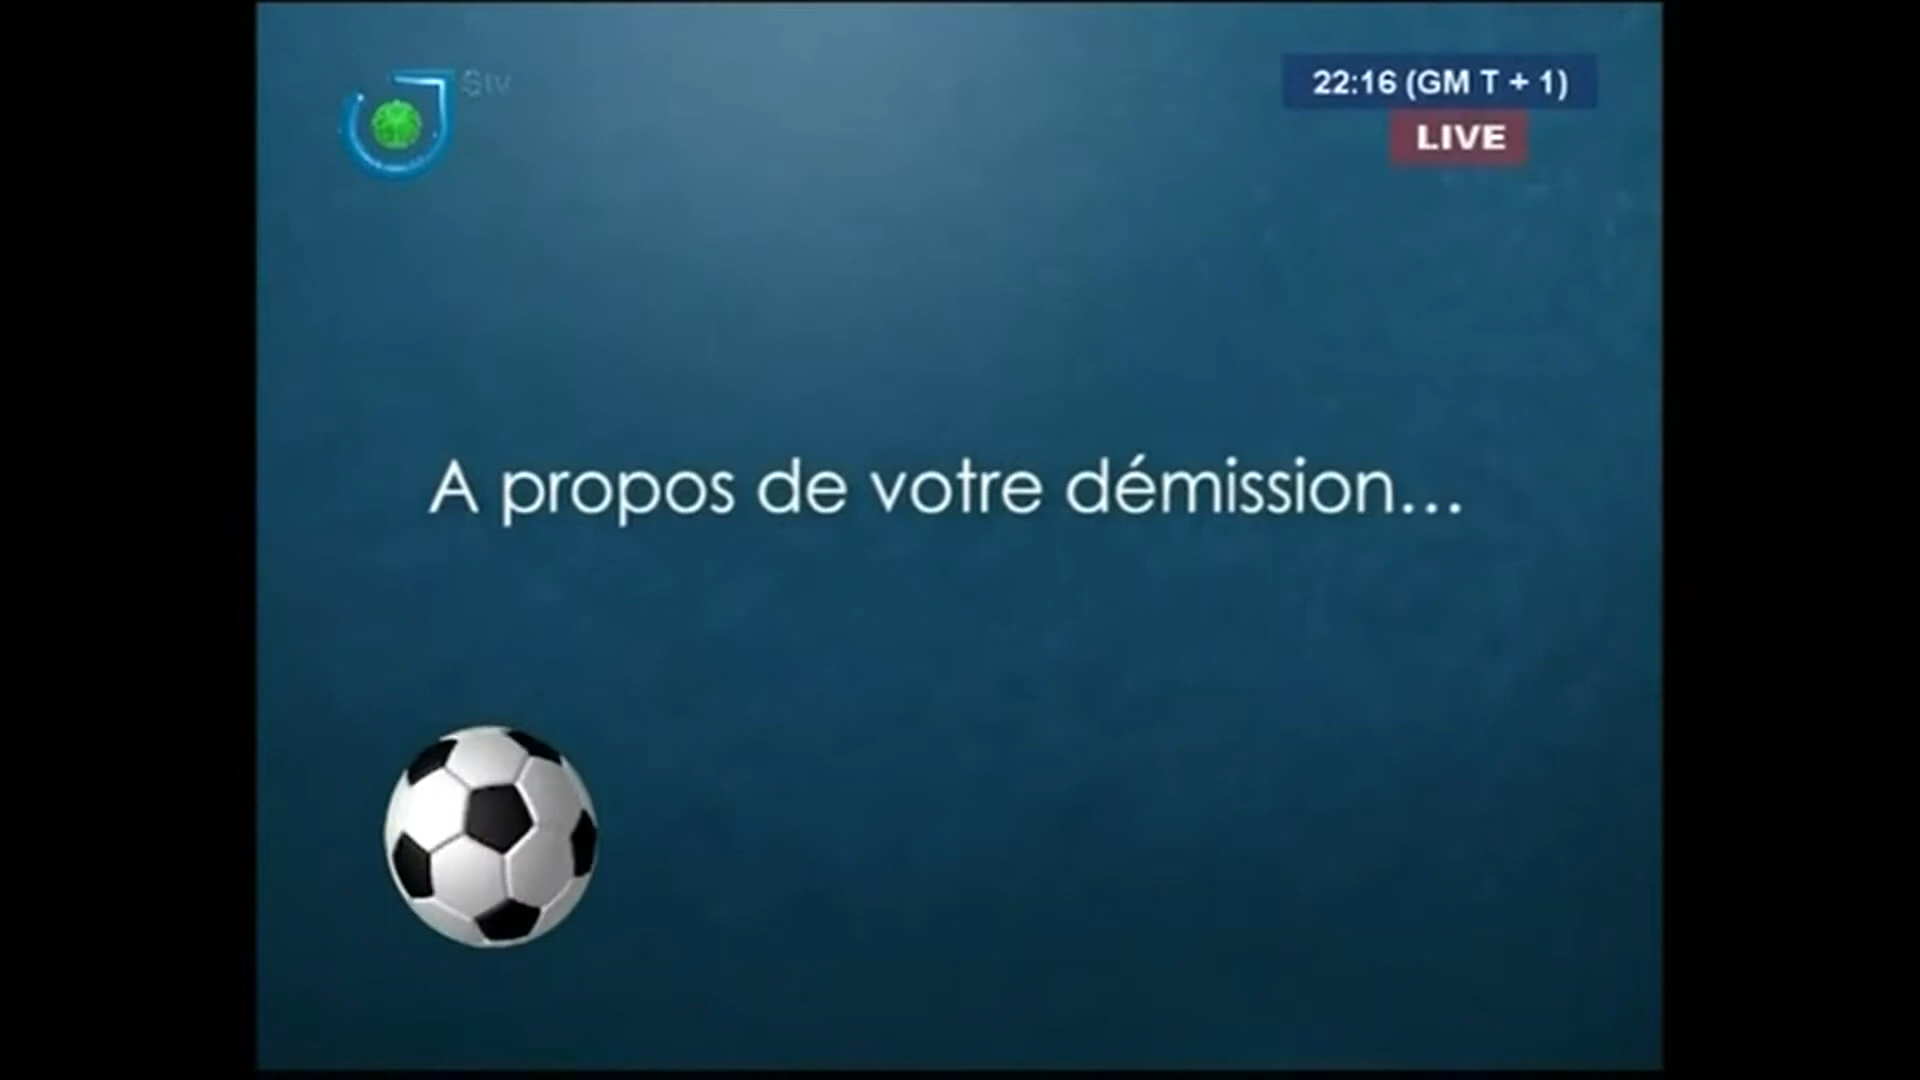 22:16 (GM T + 1)
LIVE
A propos de votre démission...